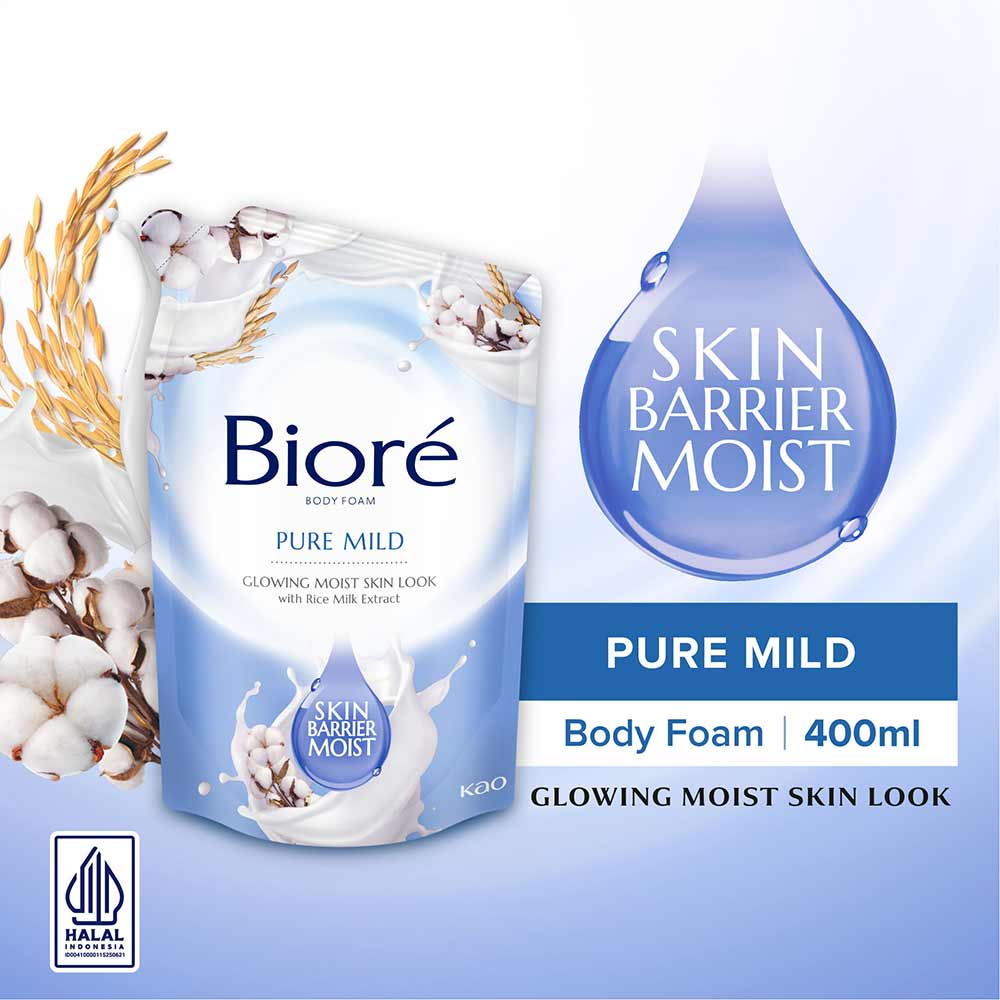 Bioré
BODY FOAM
PURE MILD
GLOWING MOIST SKIN LOOK
with Rice Milk Extract
SKIN
BARRIER
MOIST
Kao
SKIN
BARRIER
MOIST
PURE MILD
Body Foam | 400ml
GLOWING MOIST SKIN LOOK
HALAL
INDONESIA
ID00410000115250621